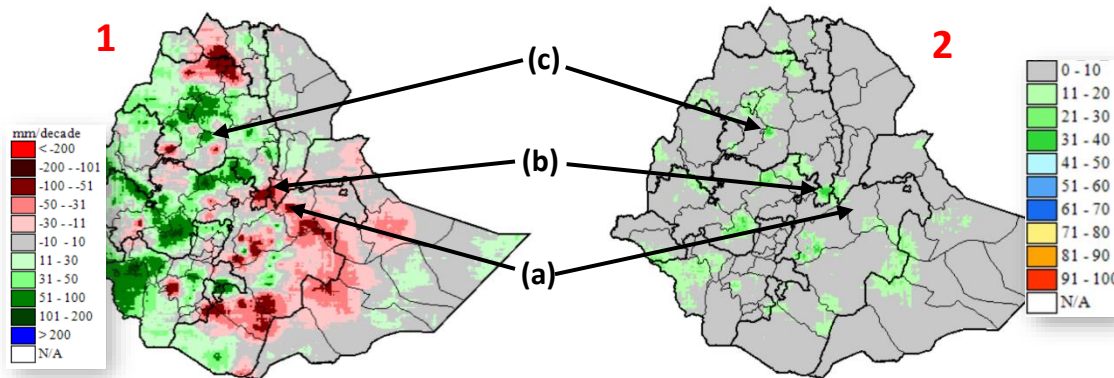 1
2
(c)
(b)
(a)
mm/decade
< -200
-200 - -101
-100 - -51
-50 - -31
-30 - -11
-10 - 10
11 - 30
31 - 50
51 - 100
101 - 200
> 200
N/A
0 - 10
11 - 20
21 - 30
31 - 40
41 - 50
51 - 60
61 - 70
71 - 80
81 - 90
91 - 100
N/A